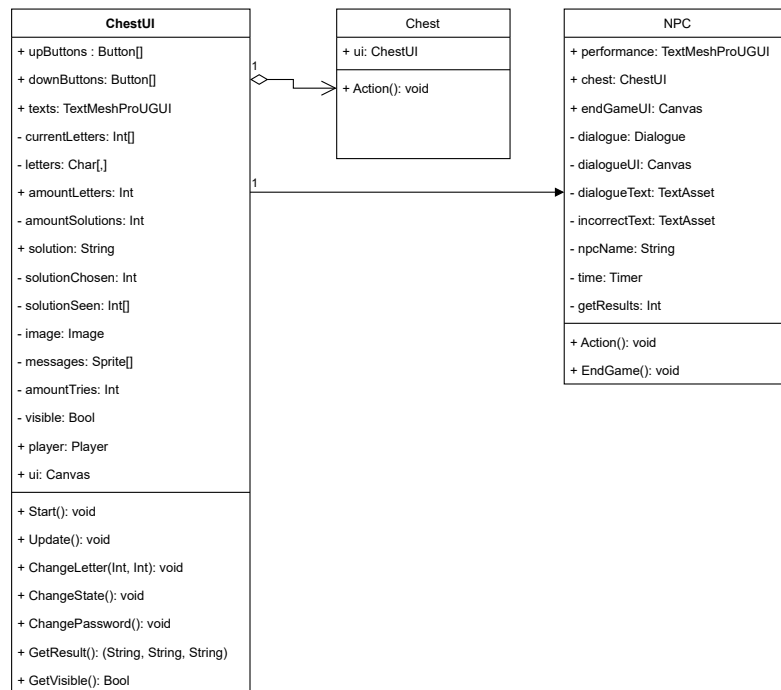 ChestUI
+ upButtons : Button[]
+ downButtons: Button[]
+ texts: TextMeshProUGUI
- currentLetters: Int[]
- letters: Char[,]
+ amountLetters: Int
- amountSolutions: Int
+ solution: String
- solutionChosen: Int
- solutionSeen: Int[]
- image: Image
- messages: Sprite[]
- amountTries: Int
- visible: Bool
+ player: Player
+ ui: Canvas
+ Start(): void
+ Update(): void
+ ChangeLetter(Int, Int): void
+ ChangeState(): void
+ ChangePassword(): void
+ GetResult(): (String, String, String)
+ GetVisible(): Bool
1
1
Chest
+ ui: ChestUI
+ Action(): void
NPC
+ performance: TextMeshProUGUI
+ chest: ChestUI
+ endGameUI: Canvas
- dialogue: Dialogue
- dialogueUI: Canvas
- dialogueText: TextAsset
- incorrectText: TextAsset
- npcName: String
- time: Timer
- getResults: Int
+ Action(): void
+ EndGame(): void